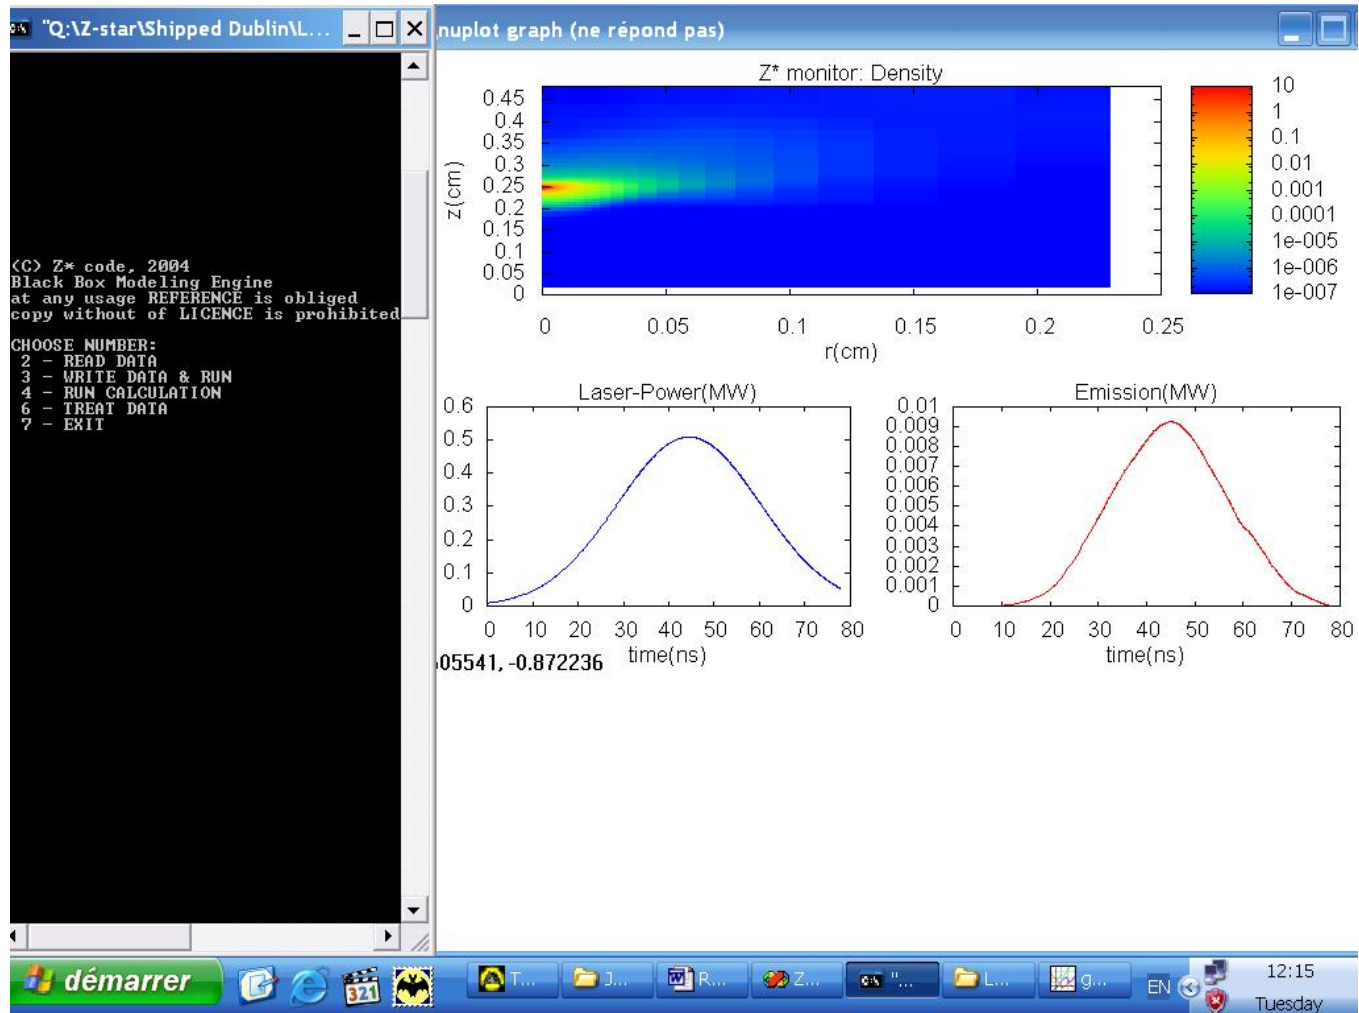 "Q:\Z-star\Shipped Dublin\L...
nuplot graph (ne répond pas)
(C) Z* code, 2004
Black Box Modeling Engine
at any usage REFERENCE is obliged
copy without of LICENCE is prohibited
CHOOSE NUMBER:
2 - READ DATA
3 - WRITE DATA & RUN
4 - RUN CALCULATION
6 - TREAT DATA
7 - EXIT
Z* monitor: Density
0.45
0.4
0.35
0.3
0.25
0.2
0.15
0.1
0.05
0
z(cm)
0 0.05 0.1 0.15 0.2 0.25
r(cm)
10
1
0.1
0.01
0.001
0.0001
1e-005
1e-006
1e-007
Laser-Power(MW)
0.6
0.5
0.4
0.3
0.2
0.1
0
0 10 20 30 40 50 60 70 80
time(ns)
05541, -0.872236
Emission(MW)
0.01
0.009
0.008
0.007
0.006
0.005
0.004
0.003
0.002
0.001
0
0 10 20 30 40 50 60 70 80
time(ns)
démarrer
321
T...
J...
R...
Z...
"...
L...
g...
EN
12:15
Tuesday